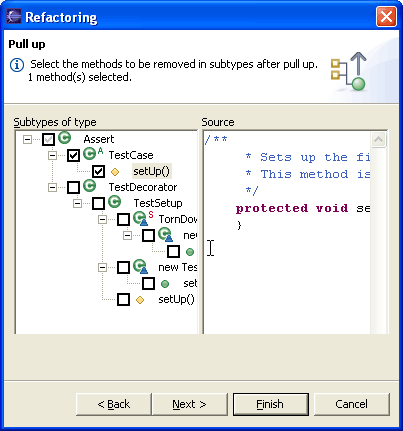 Refactoring
Pull up
Select the methods to be removed in subtypes after pull up.
1 method(s) selected.
Subtypes of type
Assert
TestCase
setUp()
TestDecorator
TestSetup
TornDow
new
new Tes
set
setUp()
Source
/**
* Sets up the fi
* This method is
*/
protected void se
}
< Back
Next >
Finish
Cancel